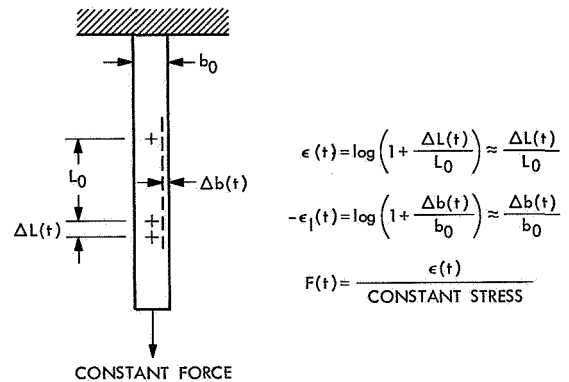 b₀
L₀
Δb(t)
ΔL(t)
CONSTANT FORCE
ϵ(t)=log(1+ ΔL(t)/L₀) ≈ ΔL(t)/L₀
-ϵ₁(t)=log(1+ Δb(t)/b₀) ≈ Δb(t)/b₀
F(t)= ϵ(t)/CONSTANT STRESS